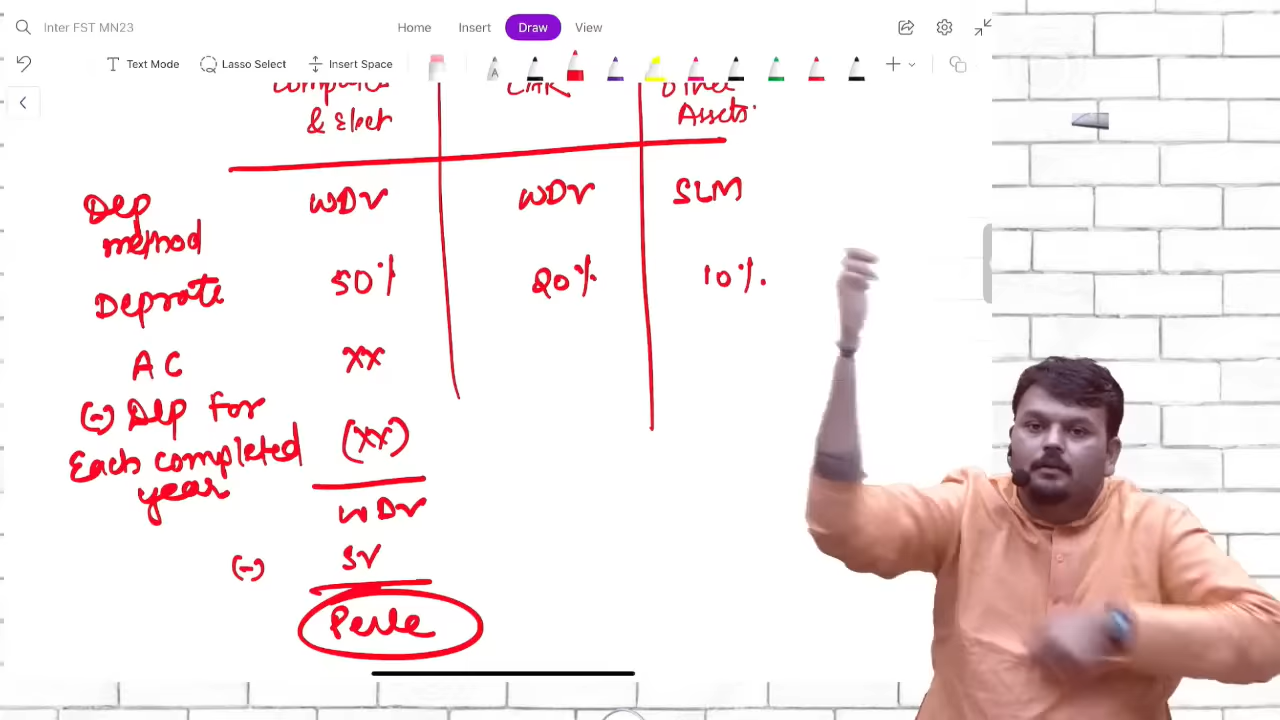 Inter FST MN23
Home Insert Draw View
Text Mode Lasso Select Insert Space
& Elect Assets
Dep method WDV WDV SLM
Deprate 50% 20% 10%.
AC XX
(-) Dep For
Each completed (XX)
year
WDV
(-) SV